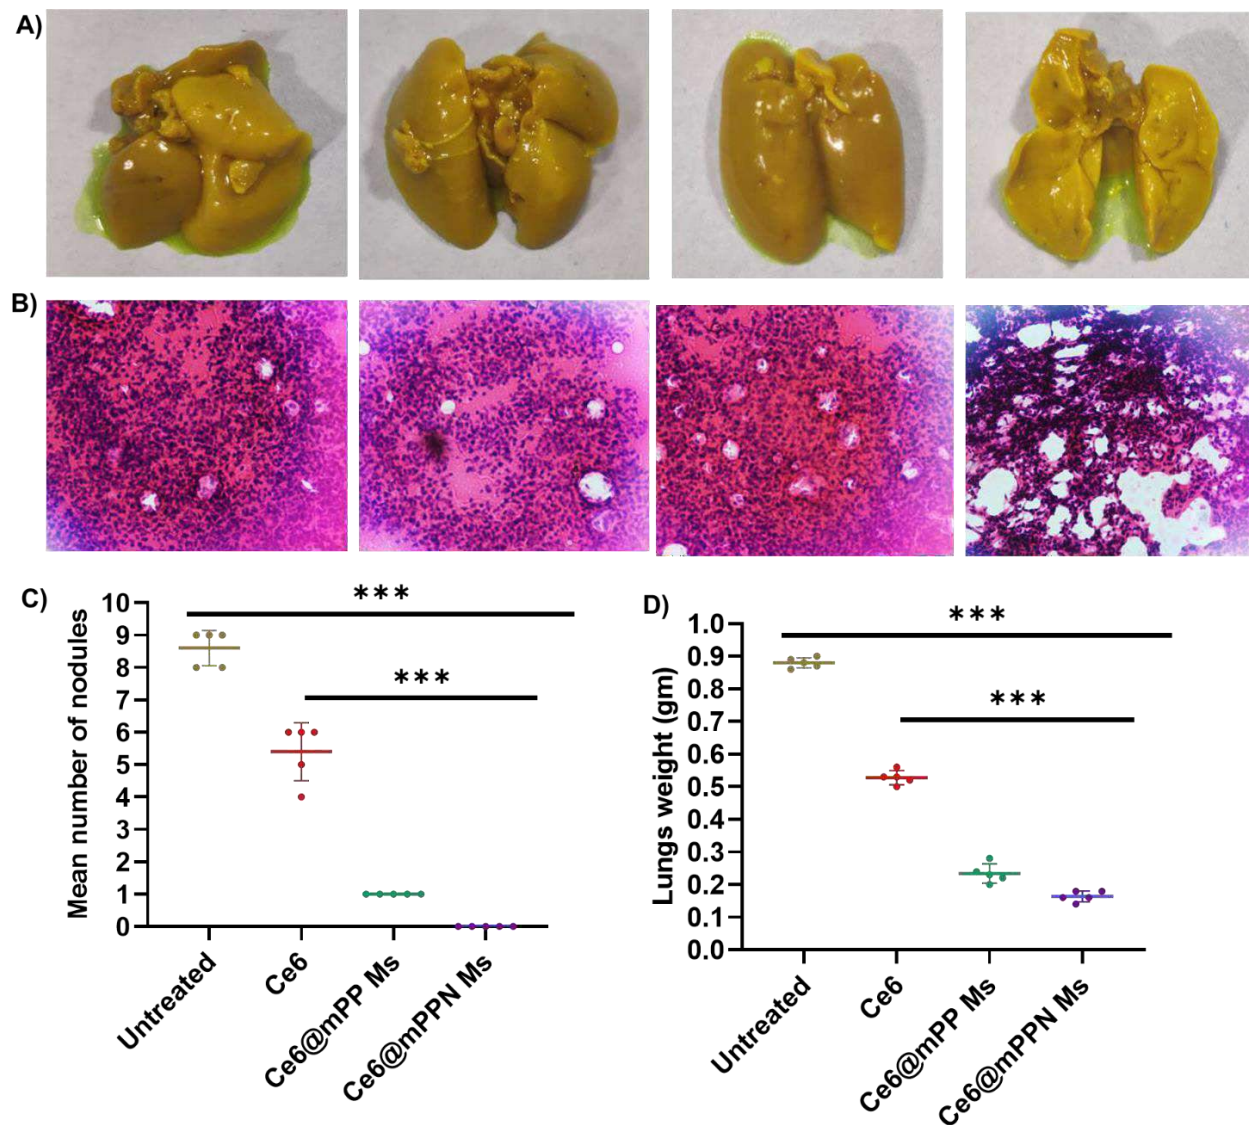 A)
B)
C)
Mean number of nodules
10
9
8
7
6
5
4
3
2
1
0
***
***
Untreated
Ce6
Ce6@mPP Ms
Ce6@mPPN Ms
D)
Lungs weight (gm)
1.0
0.9
0.8
0.7
0.6
0.5
0.4
0.3
0.2
0.1
0.0
***
***
Untreated
Ce6
Ce6@mPP Ms
Ce6@mPPN Ms